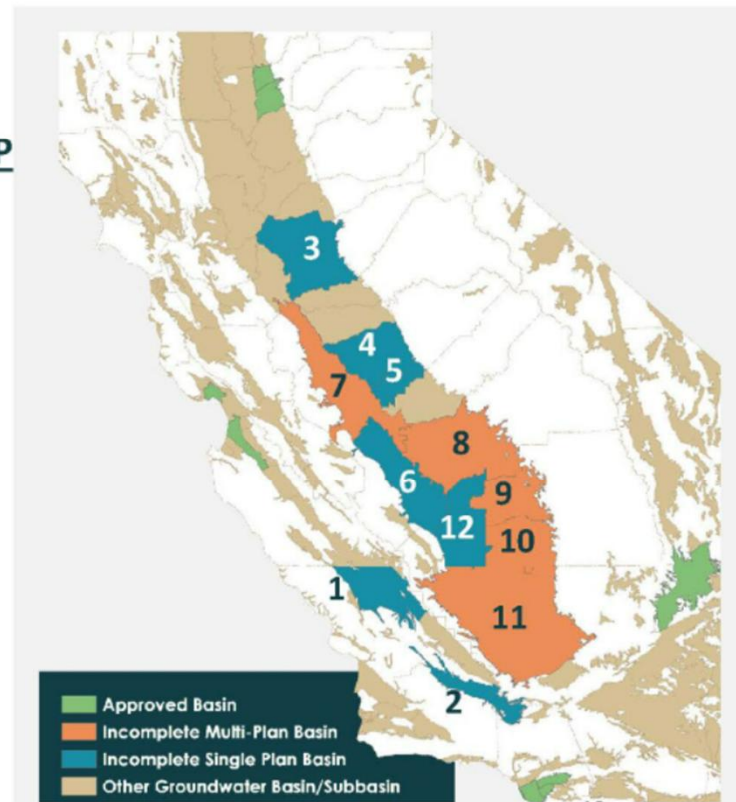 P
3
4
5
7
8
6
9
12
10
1
11
2
Approved Basin
Incomplete Multi-Plan Basin
Incomplete Single Plan Basin
Other Groundwater Basin/Subbasin